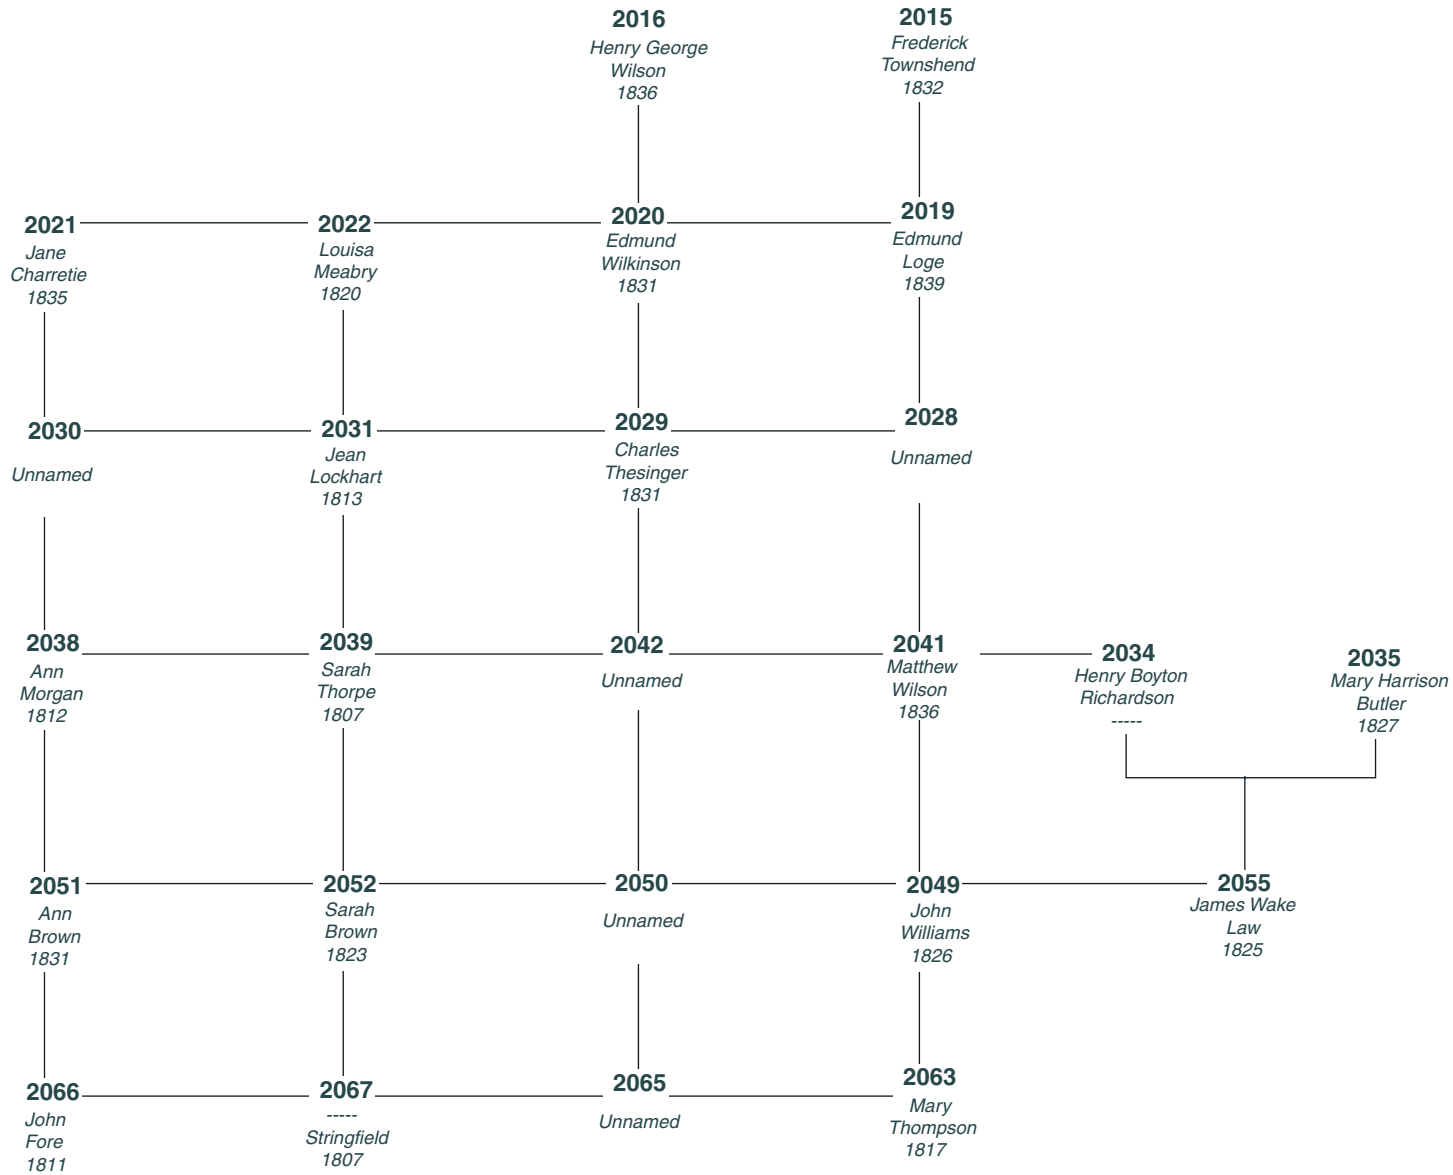 2016
Henry George
Wilson
1836
2015
Frederick
Townshend
1832
2021
Jane
Charretie
1835
2022
Louisa
Meabry
1820
2020
Edmund
Wilkinson
1831
2019
Edmund
Loge
1839
2030
Unnamed
2031
Jean
Lockhart
1813
2029
Charles
Thesinger
1831
2028
Unnamed
2038
Ann
Morgan
1812
2039
Sarah
Thorpe
1807
2042
Unnamed
2041
Matthew
Wilson
1836
2034
Henry Boyton
Richardson
-----
2035
Mary Harrison
Butler
1827
2051
Ann
Brown
1831
2052
Sarah
Brown
1823
2050
Unnamed
2049
John
Williams
1826
2055
James Wake
Law
1825
2066
John
Fore
1811
2067
-----
Stringfield
1807
2065
Unnamed
2063
Mary
Thompson
1817